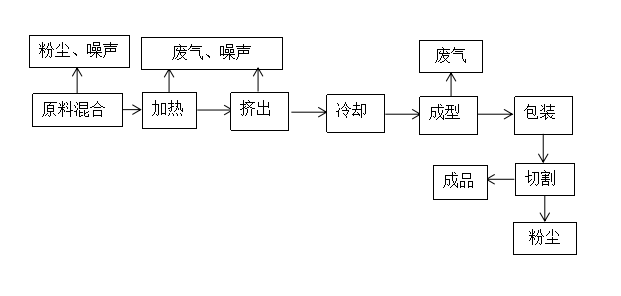 粉尘、噪声
废气、噪声
废气
原料混合
加热
挤出
冷却
成型
包装
成品
切割
粉尘